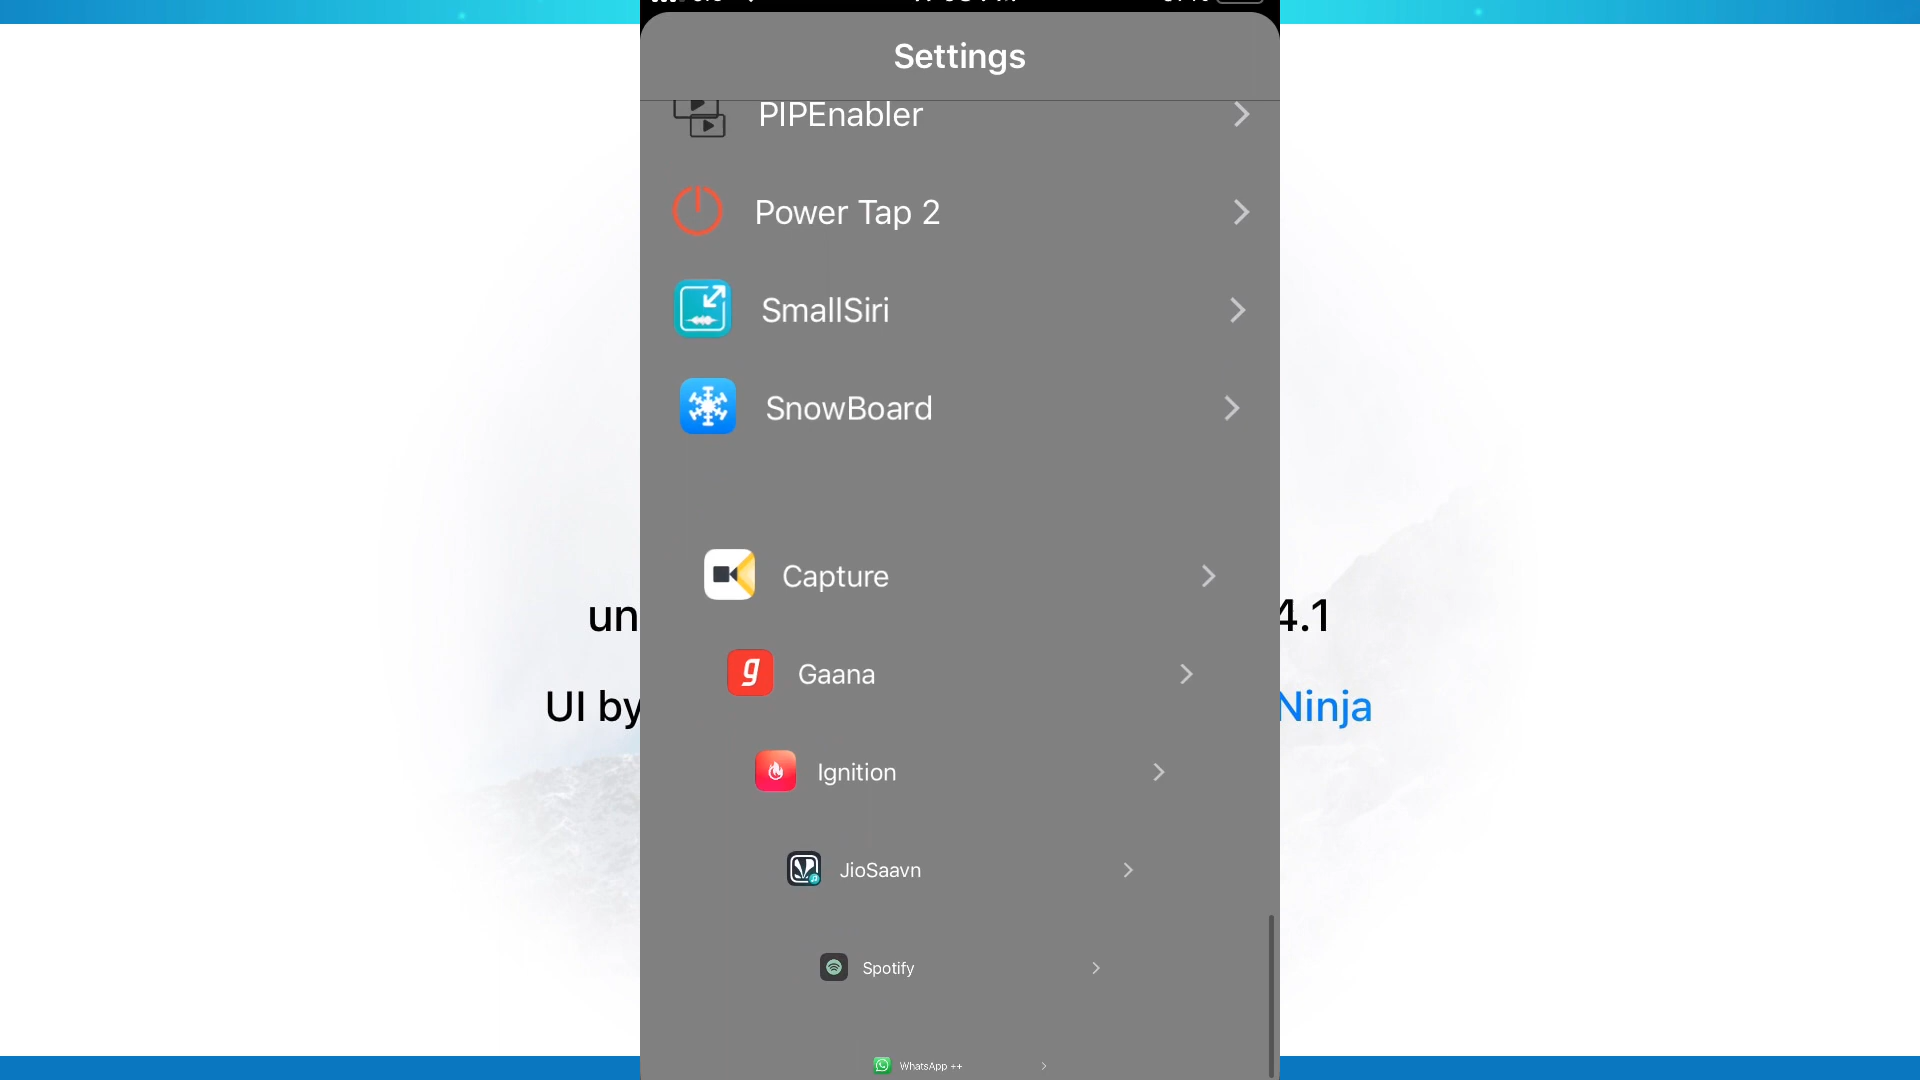 Settings
PIPEnabler
Power Tap 2
SmallSiri
SnowBoard
Capture
un
4.1
Gaana
UI by
Ninja
Ignition
JioSaavn
Spotify
WhatsApp ++